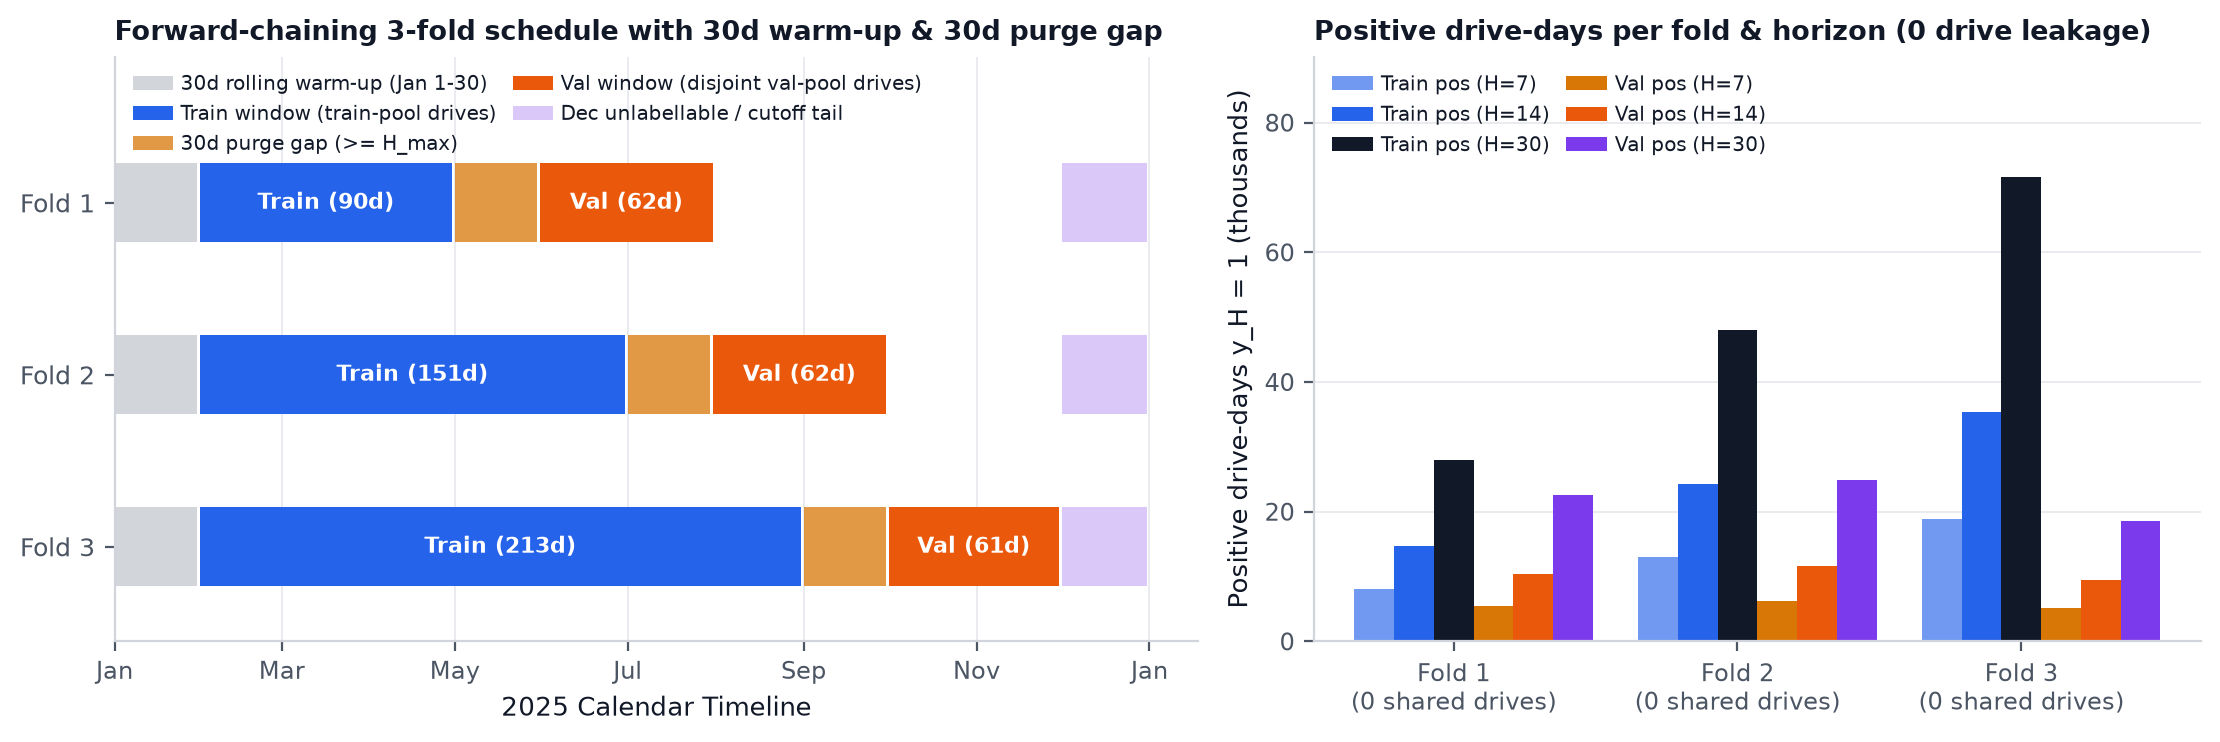 Forward-chaining 3-fold schedule with 30d warm-up & 30d purge gap
30d rolling warm-up (Jan 1-30)
Train window (train-pool drives)
30d purge gap (>= H_max)
Val window (disjoint val-pool drives)
Dec unlabellable / cutoff tail
Fold 1
Train (90d)
Val (62d)
Fold 2
Train (151d)
Val (62d)
Fold 3
Train (213d)
Val (61d)
Jan
Mar
May
Jul
Sep
Nov
Jan
2025 Calendar Timeline
Positive drive-days per fold & horizon (0 drive leakage)
Train pos (H=7)
Train pos (H=14)
Train pos (H=30)
Val pos (H=7)
Val pos (H=14)
Val pos (H=30)
Positive drive-days y_H = 1 (thousands)
80
60
40
20
0
Fold 1
(0 shared drives)
Fold 2
(0 shared drives)
Fold 3
(0 shared drives)